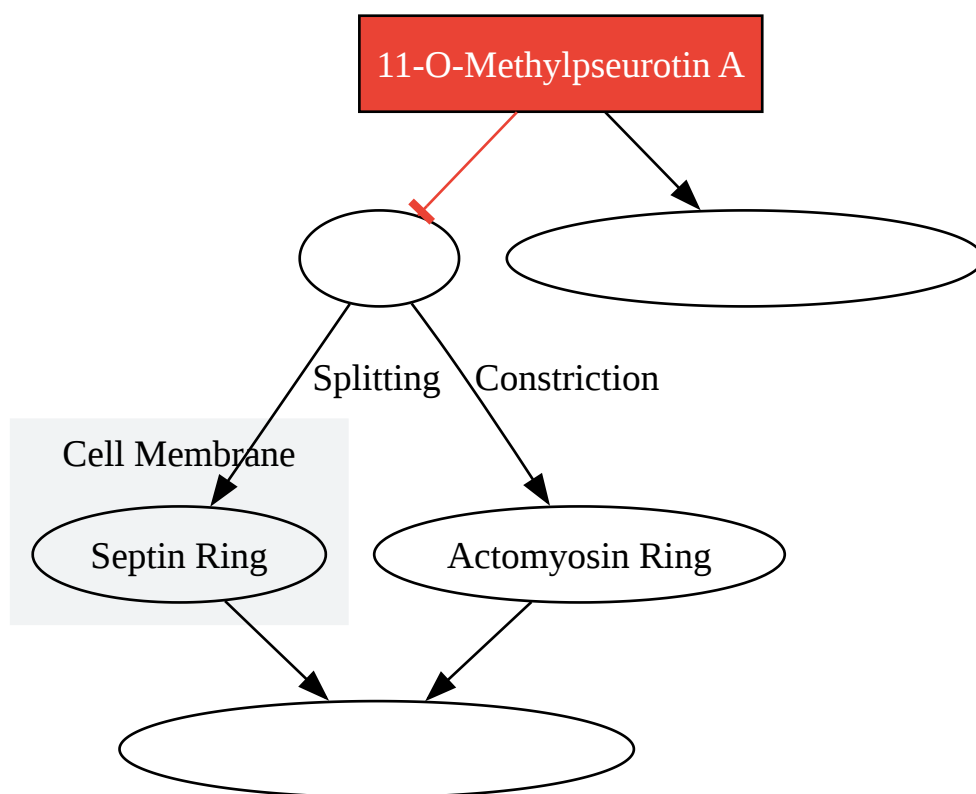 11-O-Methylpseurotin A
Splitting
Constriction
Cell Membrane
Septin Ring
Actomyosin Ring